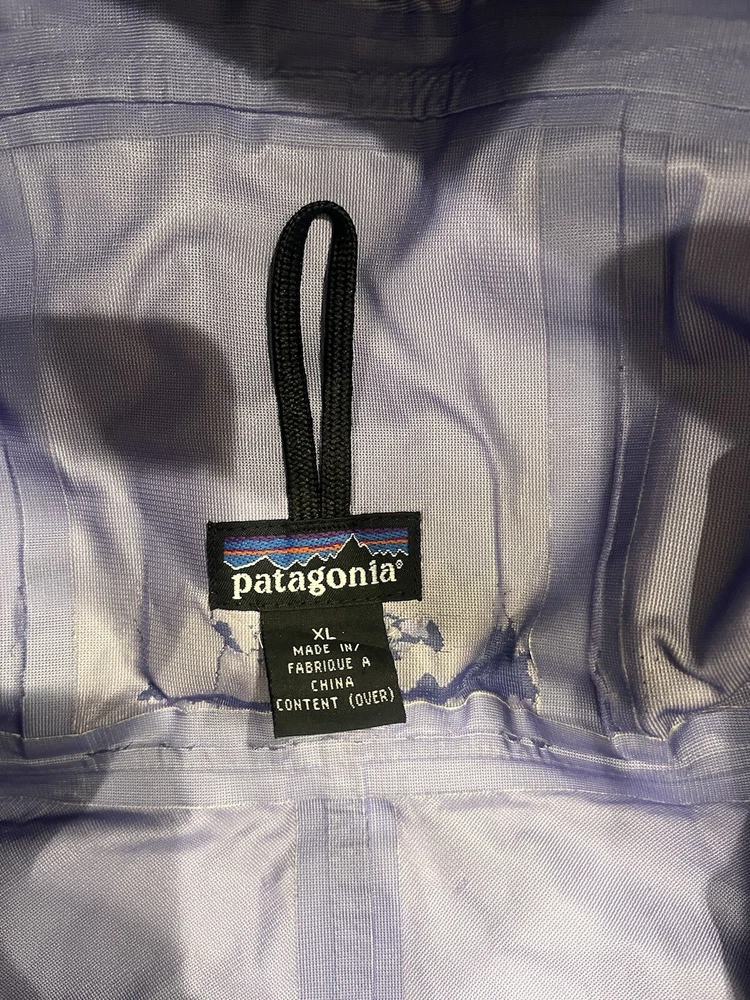 patagonia®
XL
MADE IN/
FABRIQUE A
CHINA
CONTENT (OVER)